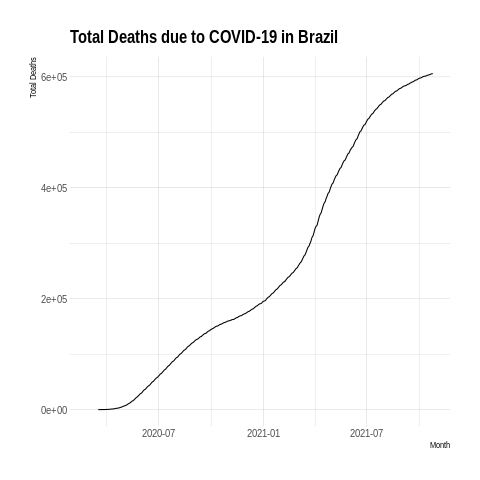 Total Deaths due to COVID-19 in Brazil
Total Deaths
6e+05
4e+05
2e+05
0e+00
2020-07
2021-01
2021-07
Month